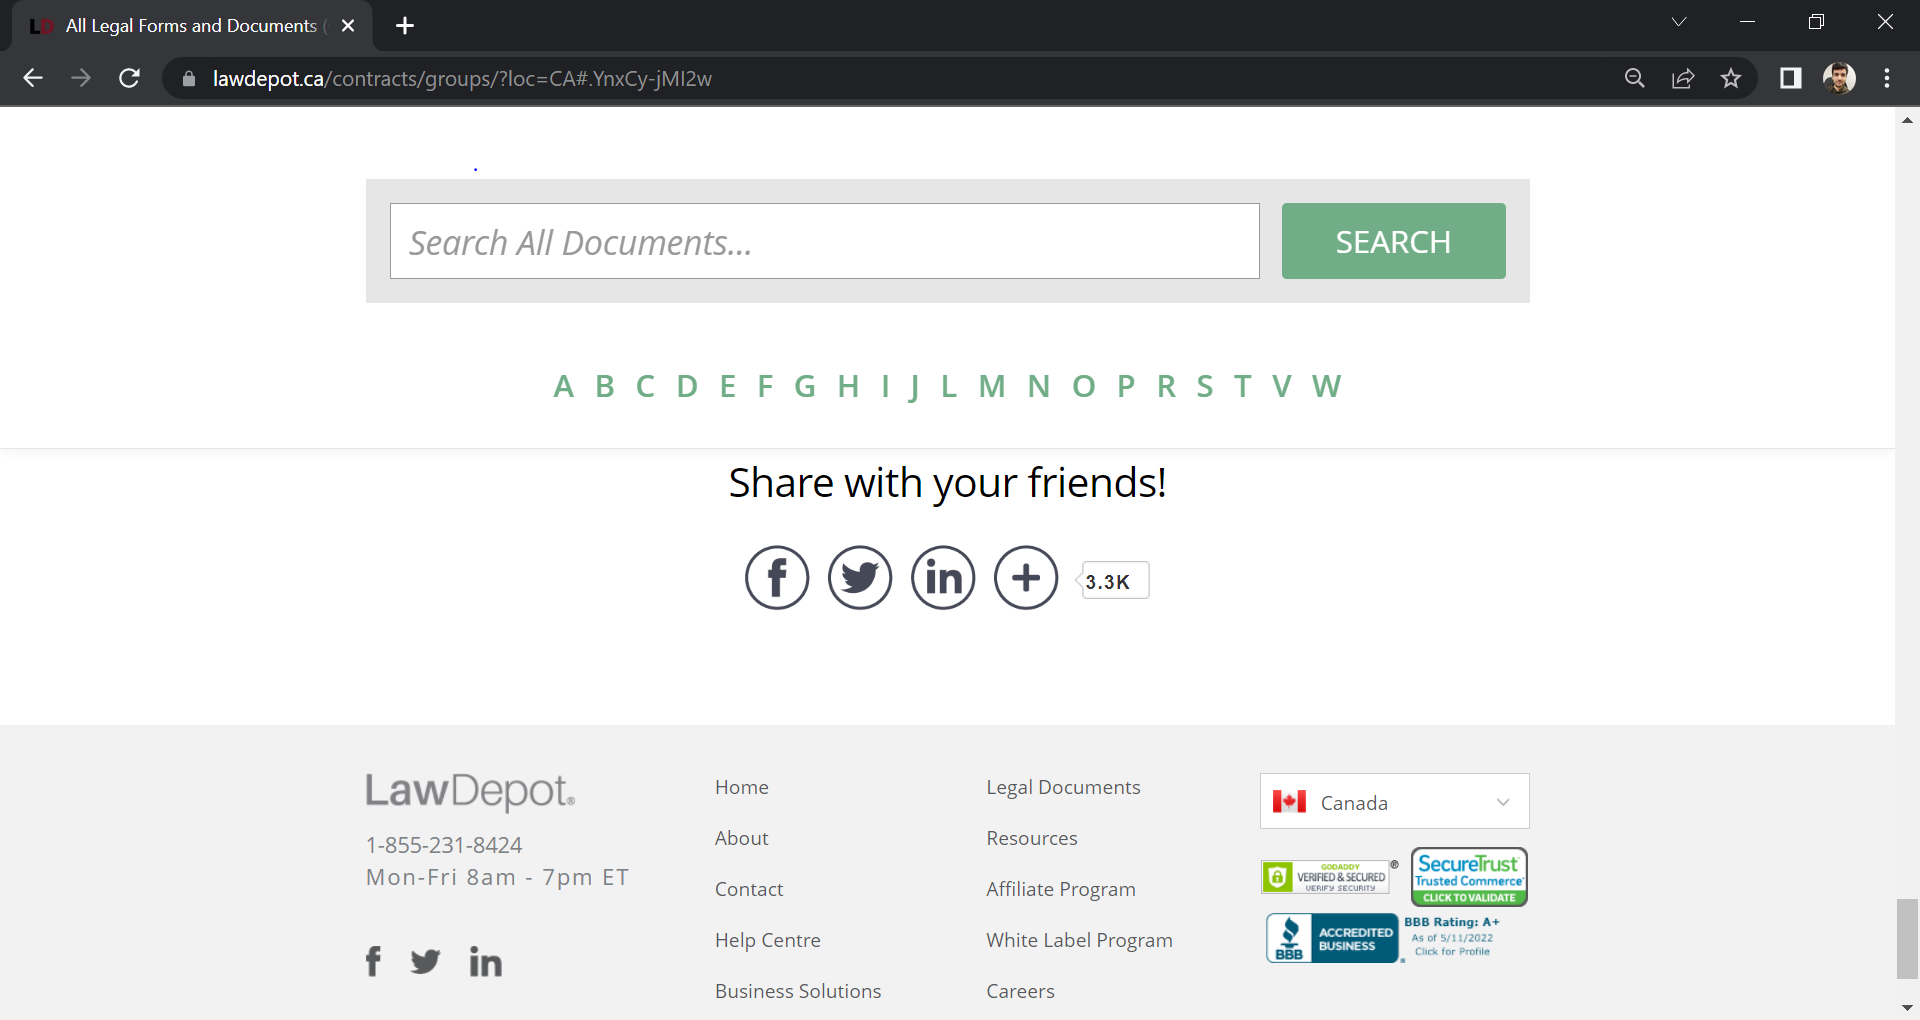 LD All Legal Forms and Documents (
lawdepot.ca/contracts/groups/?loc=CA#.YnxCy-jMI2w
Search All Documents...
SEARCH
A B C D E F G H I J L M N O P R S T V W
Share with your friends!
3.3K
LawDepot®
1-855-231-8424
Mon-Fri 8am - 7pm ET
Home
About
Contact
Help Centre
Business Solutions
Legal Documents
Resources
Affiliate Program
White Label Program
Careers
Canada
GODADDY
VERIFIED & SECURED
VERIFY SECURITY
®
SecureTrust
Trusted Commerce
CLICK TO VALIDATE
BBB
ACCREDITED
BUSINESS
BBB Rating: A+
As of 5/11/2022
Click for Profile